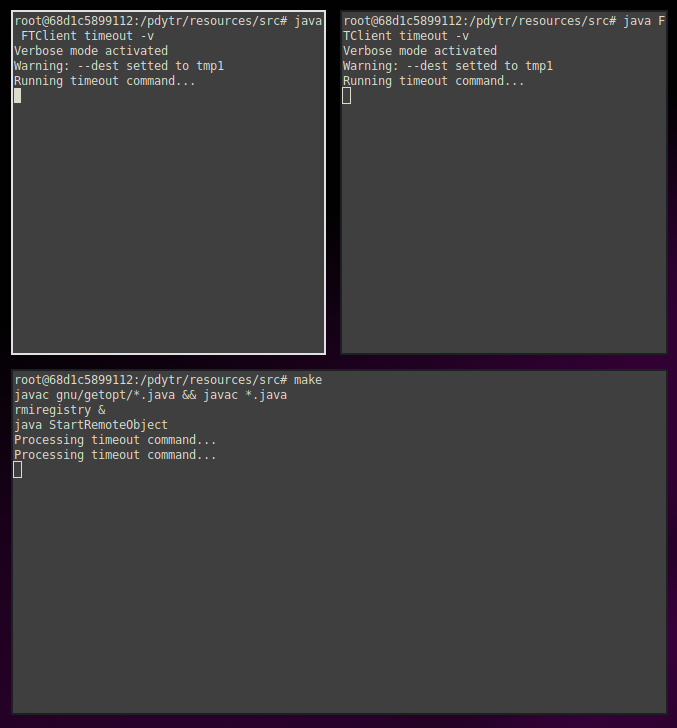 root@68d1c5899112:/pdytr/resources/src# java
 FTClient timeout -v
Verbose mode activated
Warning: --dest setted to tmp1
Running timeout command...
root@68d1c5899112:/pdytr/resources/src# java F
TClient timeout -v
Verbose mode activated
Warning: --dest setted to tmp1
Running timeout command...
root@68d1c5899112:/pdytr/resources/src# make
javac gnu/getopt/*.java && javac *.java
rmiregistry &
java StartRemoteObject
Processing timeout command...
Processing timeout command...